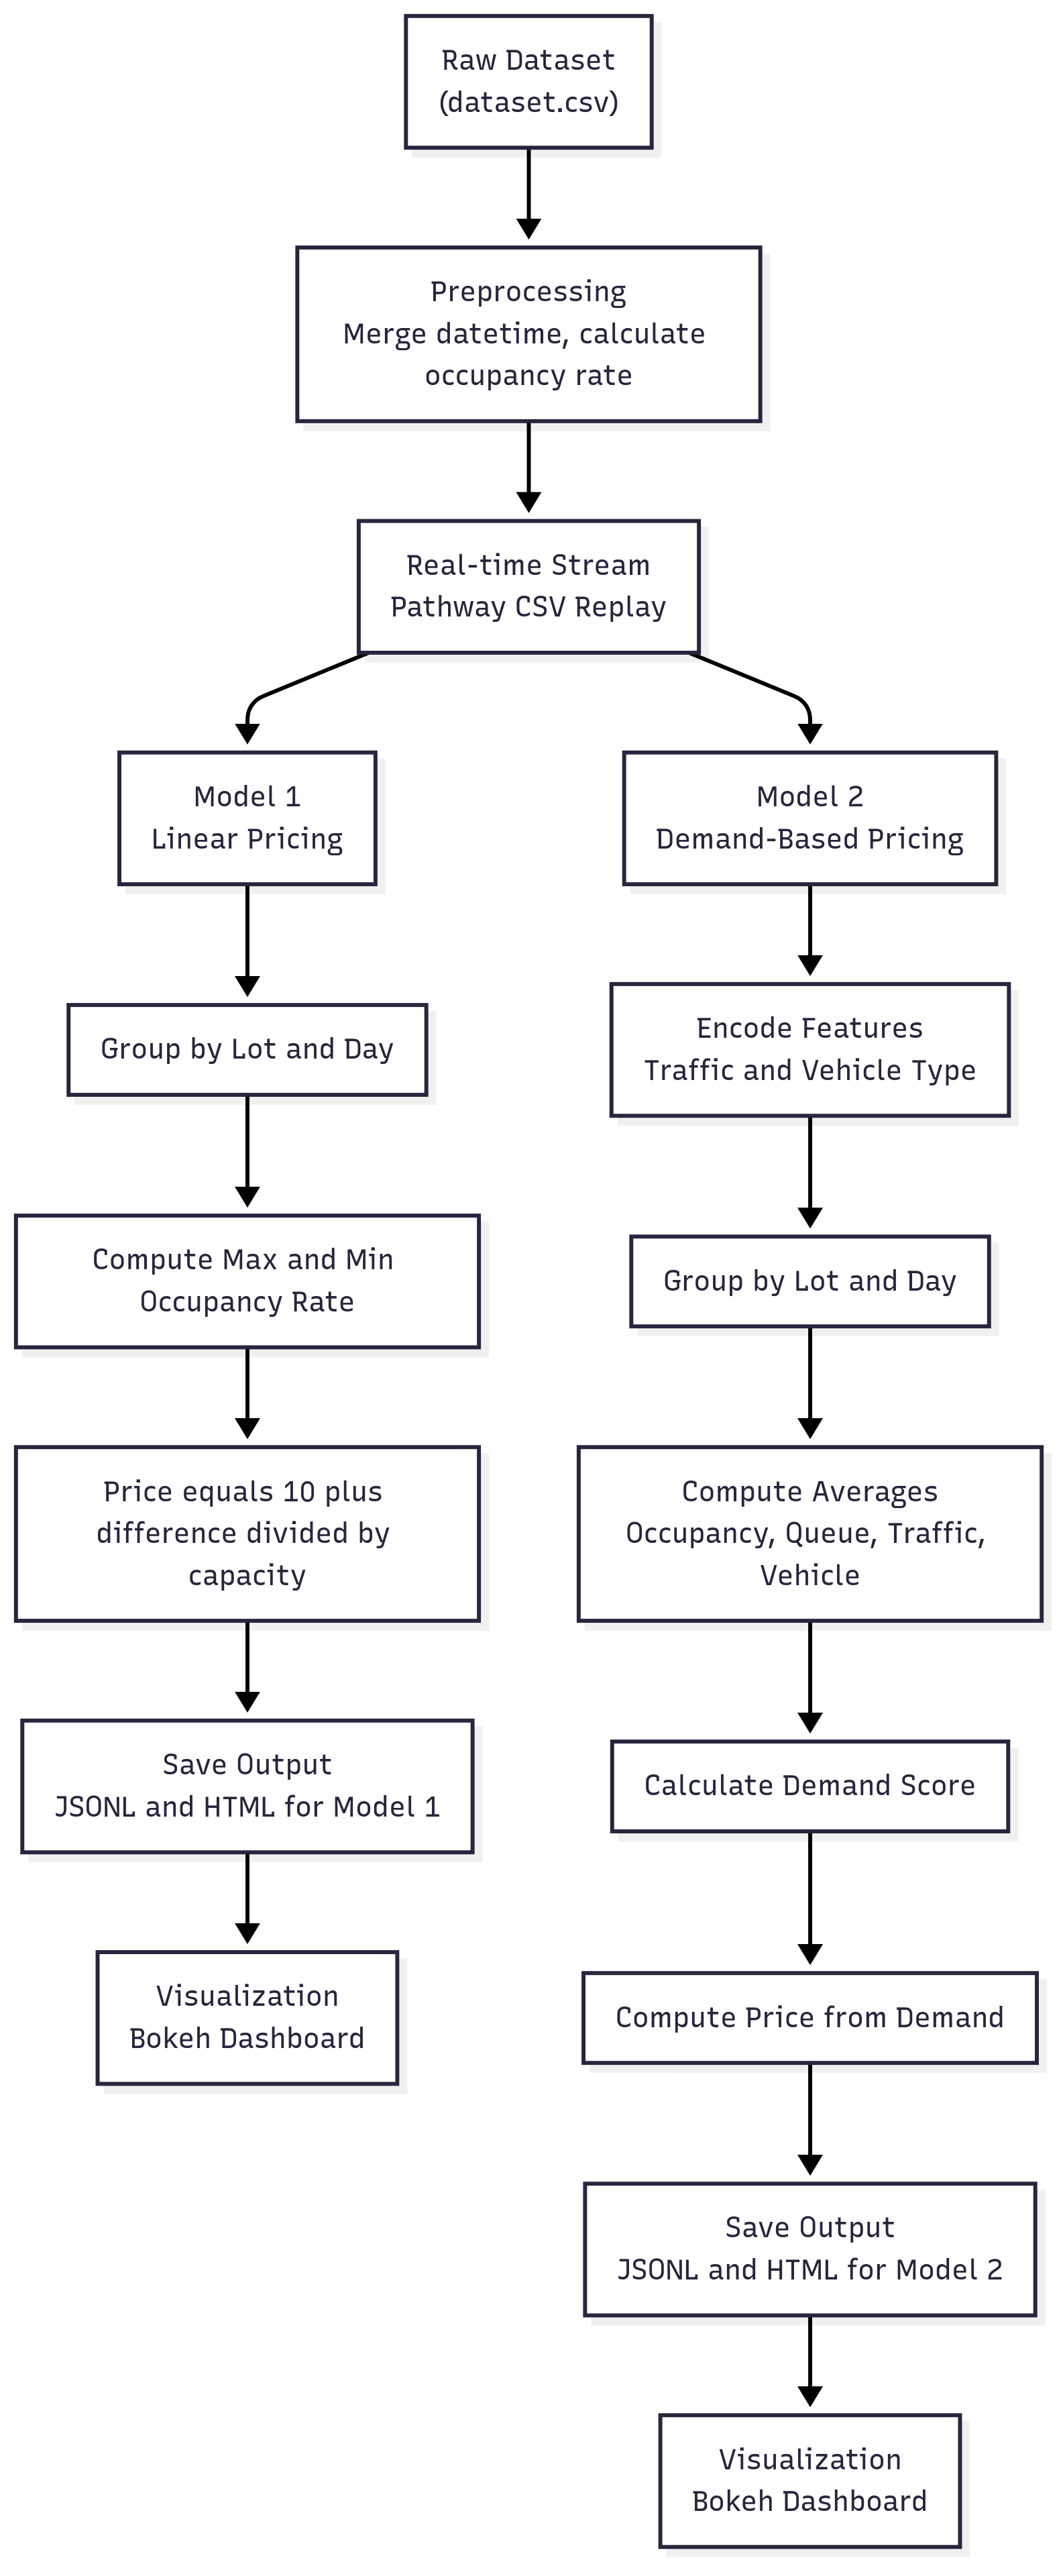 Raw Dataset
(dataset.csv)
Preprocessing
Merge datetime, calculate
occupancy rate
Real-time Stream
Pathway CSV Replay
Model 1
Linear Pricing
Group by Lot and Day
Compute Max and Min
Occupancy Rate
Price equals 10 plus
difference divided by
capacity
Save Output
JSONL and HTML for Model 1
Visualization
Bokeh Dashboard
Model 2
Demand-Based Pricing
Encode Features
Traffic and Vehicle Type
Group by Lot and Day
Compute Averages
Occupancy, Queue, Traffic,
Vehicle
Calculate Demand Score
Compute Price from Demand
Save Output
JSONL and HTML for Model 2
Visualization
Bokeh Dashboard